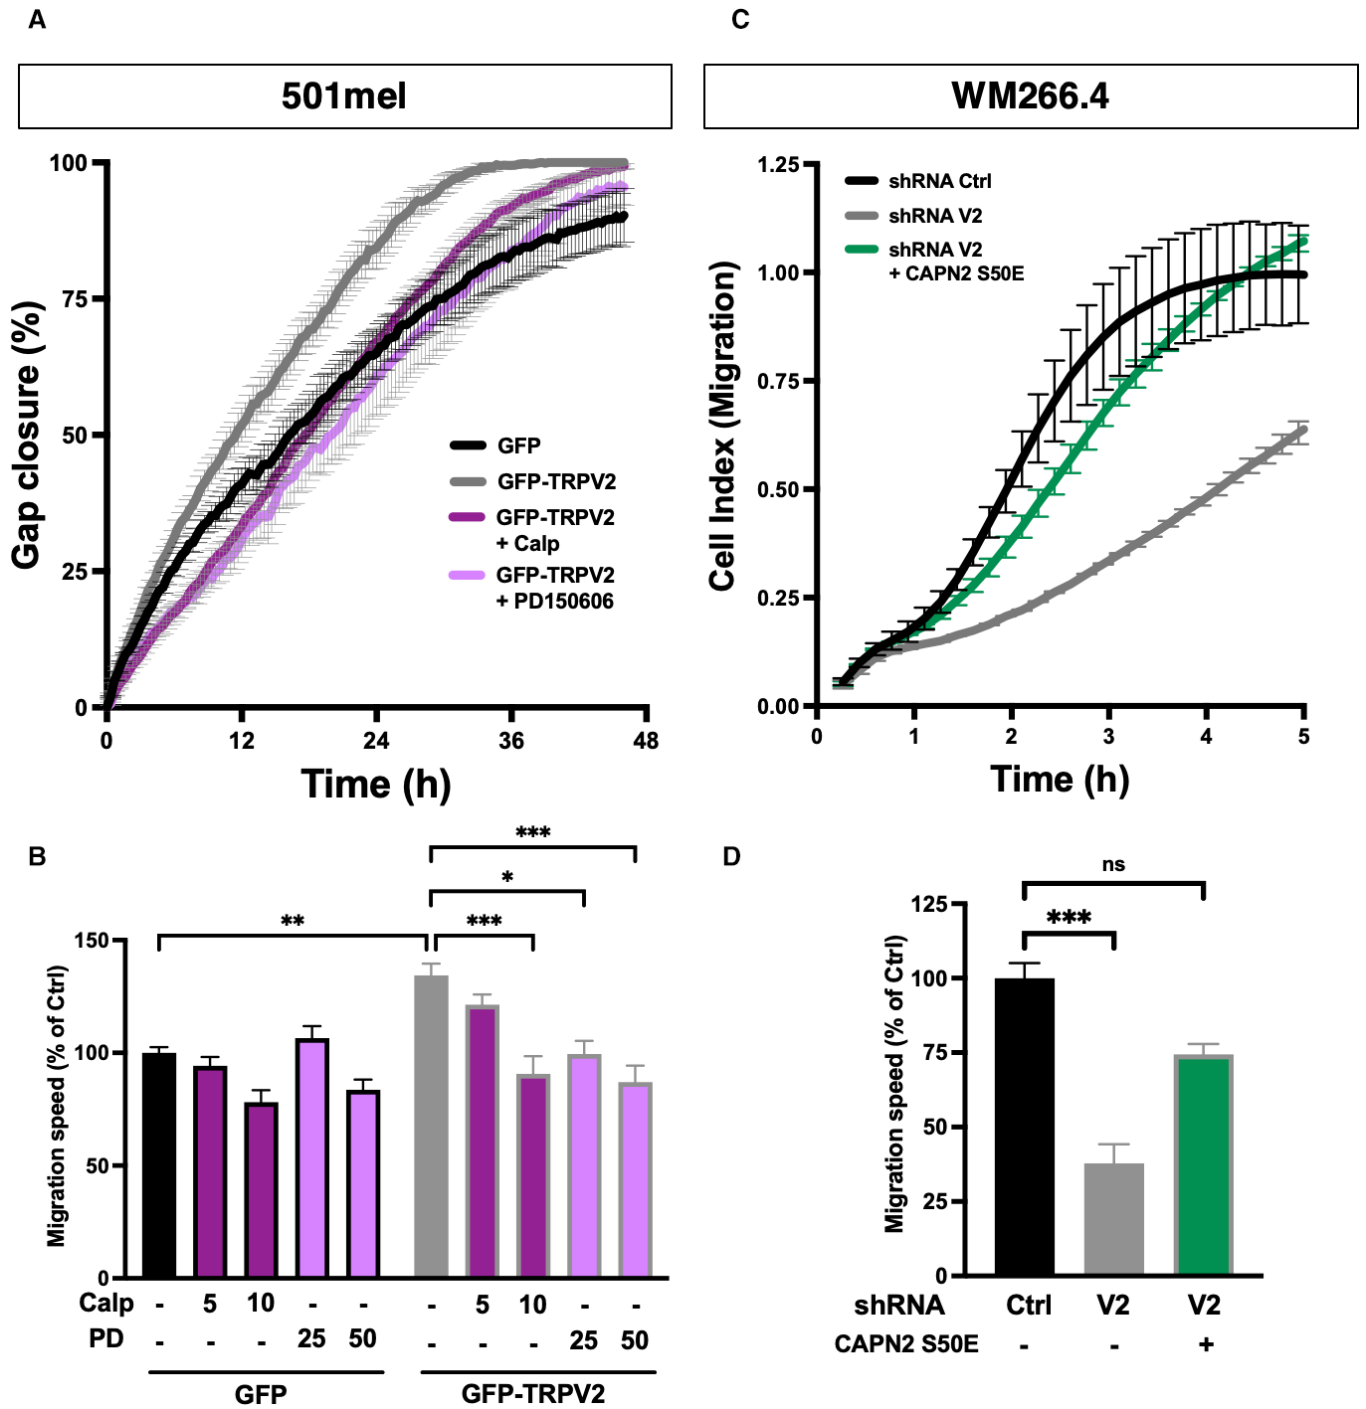 A
501mel
100
75
50
25
0
0 12 24 36 48
Gap closure (%)
Time (h)
GFP
GFP-TRPV2
GFP-TRPV2
+ Calp
GFP-TRPV2
+ PD150606
C
WM266.4
1.25
1.00
0.75
0.50
0.25
0.00
0 1 2 3 4 5
Cell Index (Migration)
Time (h)
shRNA Ctrl
shRNA V2
shRNA V2
+ CAPN2 S50E
B
***
*
** ***
150
100
50
0
Migration speed (% of Ctrl)
Calp - 5 10 - - - 5 10 - -
PD - - - 25 50 - - - 25 50
GFP GFP-TRPV2
D
ns
***
125
100
75
50
25
0
Migration speed (% of Ctrl)
shRNA Ctrl V2 V2
CAPN2 S50E - - +